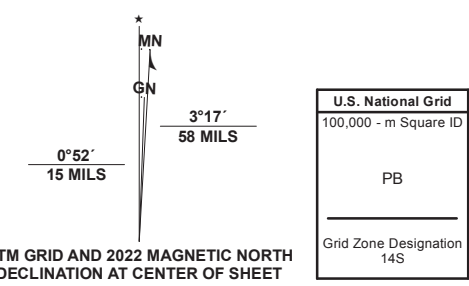 ★
MN
GN
3°17´
58 MILS
0°52´
15 MILS
TM GRID AND 2022 MAGNETIC NORTH
DECLINATION AT CENTER OF SHEET
U.S. National Grid
100,000 - m Square ID
PB
Grid Zone Designation
14S